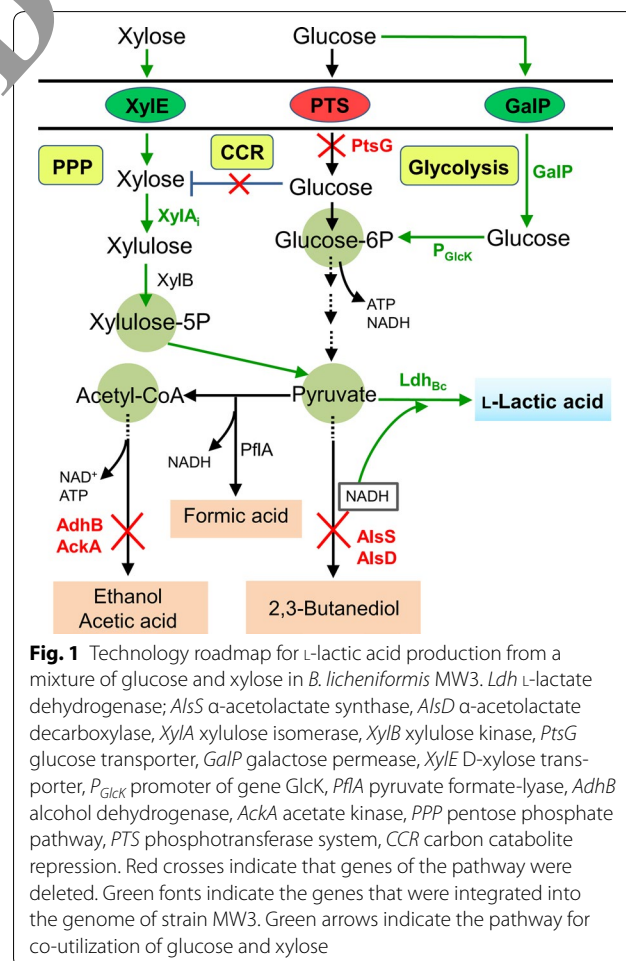 Xylose
Glucose
XylE
PTS
GalP
PPP
CCR
PtsG
Glycolysis
GalP
Xylose
Glucose
XylAi
Xylulose
Glucose-6P
Glucose
PGlcK
XylB
ATP
NADH
Xylulose-5P
Acetyl-CoA
Pyruvate
LdhBc
L-Lactic acid
NAD+
ATP
NADH
PflA
NADH
Formic acid
AdhB
AckA
AlsS
AlsD
Ethanol
Acetic acid
2,3-Butanediol
Fig. 1 Technology roadmap for L-lactic acid production from a
mixture of glucose and xylose in B. licheniformis MW3. Ldh L-lactate
dehydrogenase; AlsS α-acetolactate synthase, AlsD α-acetolactate
decarboxylase, XylA xylulose isomerase, XylB xylulose kinase, PtsG
glucose transporter, GalP galactose permease, XylE D-xylose trans-
porter, PGlcK promoter of gene GlcK, PflA pyruvate formate-lyase, AdhB
alcohol dehydrogenase, AckA acetate kinase, PPP pentose phosphate
pathway, PTS phosphotransferase system, CCR carbon catabolite
repression. Red crosses indicate that genes of the pathway were
deleted. Green fonts indicate the genes that were integrated into
the genome of strain MW3. Green arrows indicate the pathway for
co-utilization of glucose and xylose